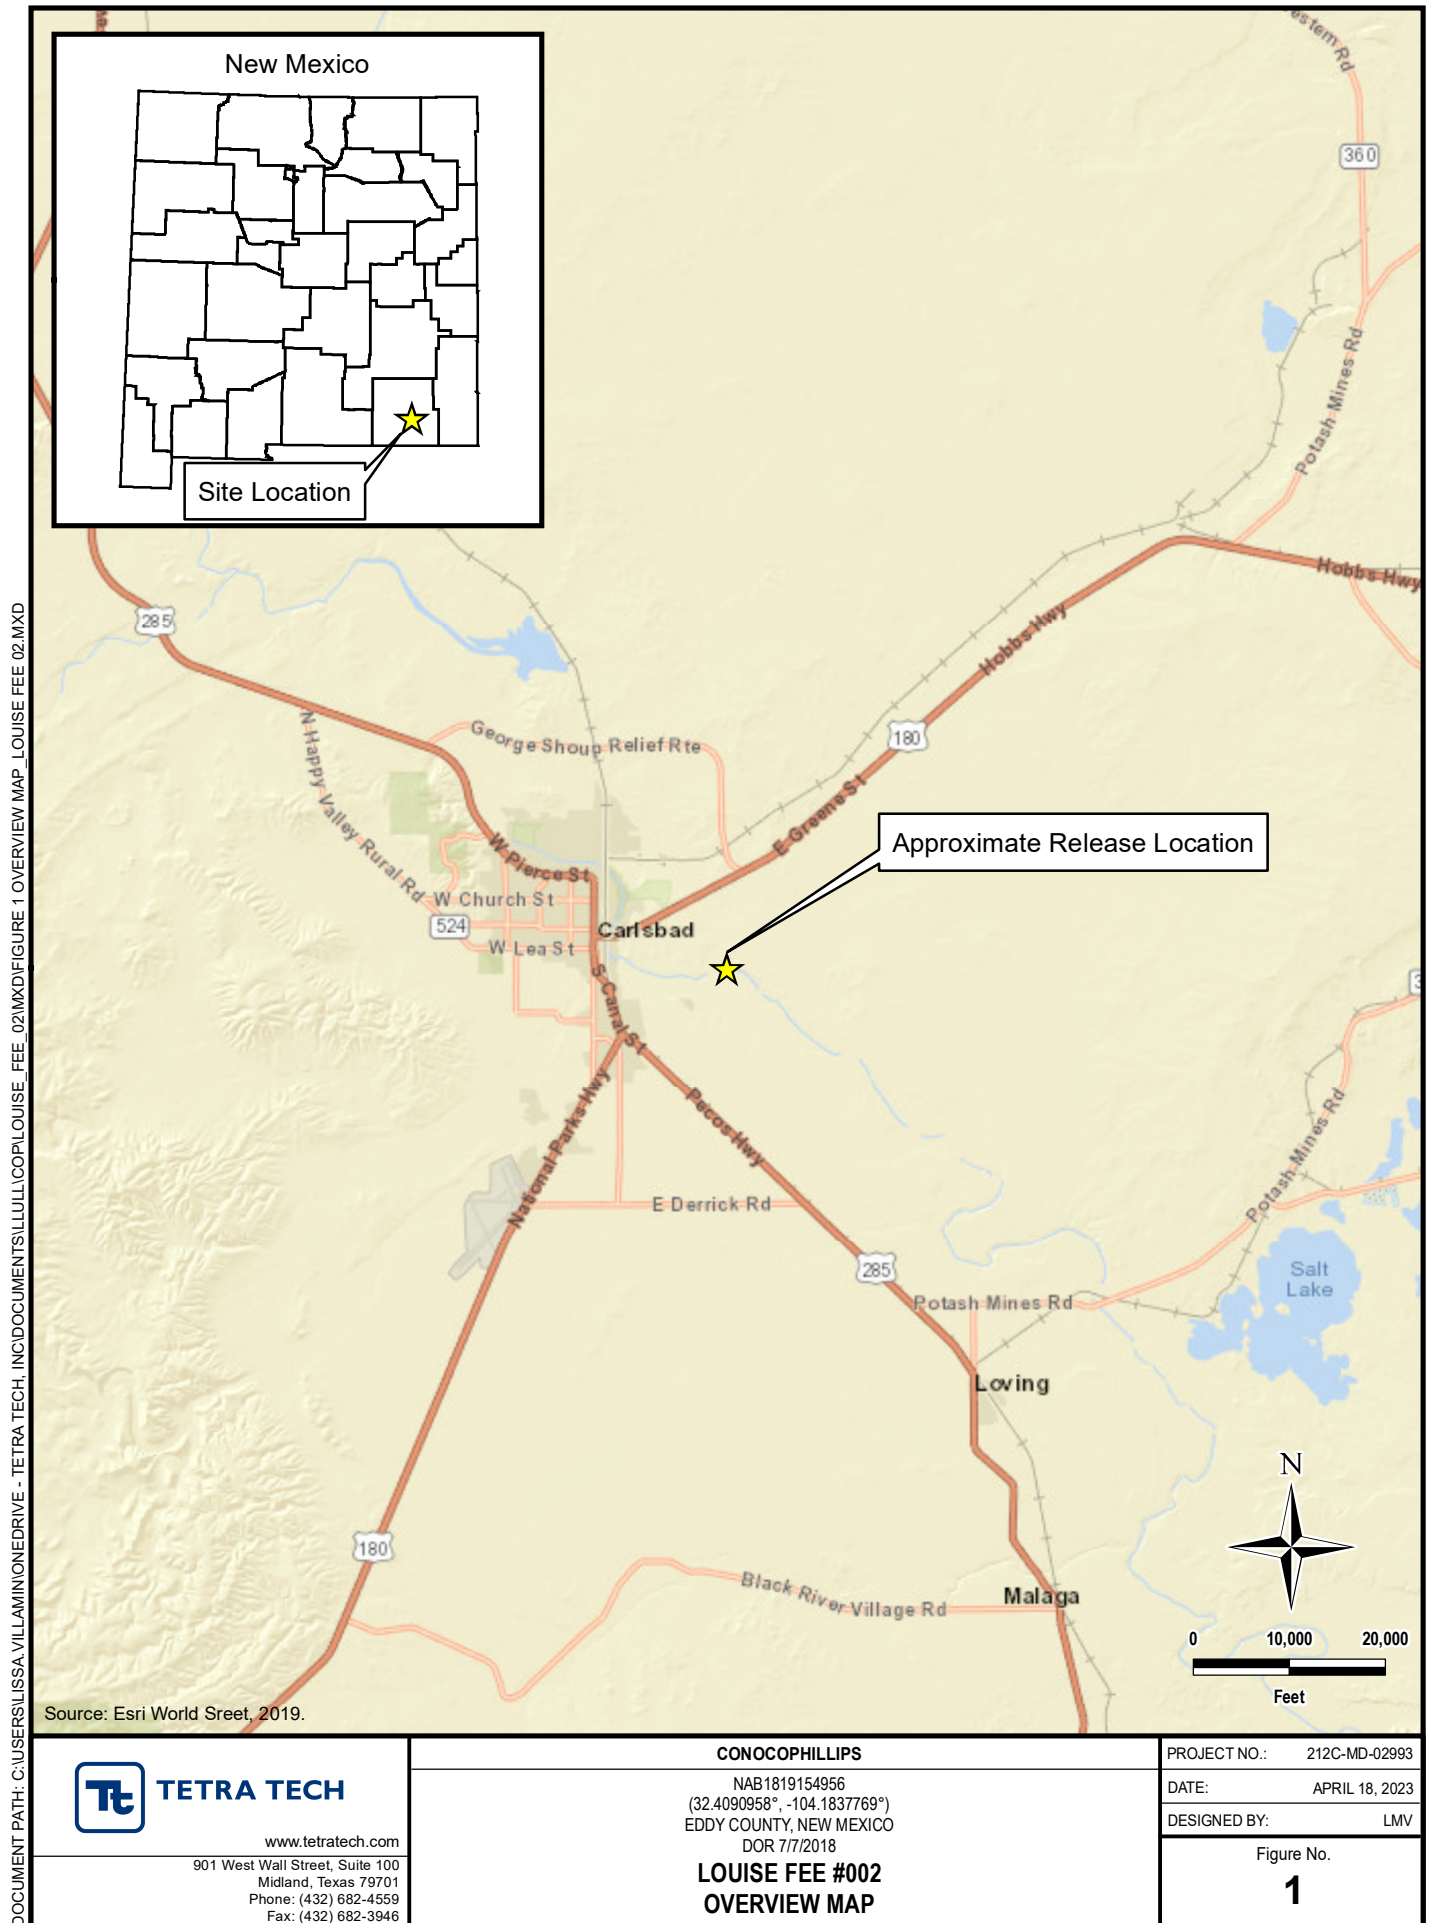 New Mexico
Site Location
estern Rd
360
Potash Mines Rd
Hobbs Hwy
Hobbs Hwy
285
180
N Happy Valley Rural Rd
George Shoup Relief Rte
E Greene St
Approximate Release Location
W Pierce St
W Church St
524
W Lea St
Carlsbad
S Canal St
National Parks Hwy
Pecos Hwy
E Derrick Rd
285
Potash Mines Rd
Potash Mines Rd
3
Salt
Lake
Loving
180
Black River Village Rd
Malaga
N
0 10,000 20,000
Feet
Source: Esri World Sreet, 2019.
DOCUMENT PATH: C:\USERS\LISSA.VILLAMIN\ONEDRIVE - TETRA TECH, INC\DOCUMENTS\LULL\COP\LOUISE_FEE_02\MXD\FIGURE 1 OVERVIEW MAP_LOUISE FEE 02.MXD
Tt TETRA TECH
www.tetratech.com
901 West Wall Street, Suite 100
Midland, Texas 79701
Phone: (432) 682-4559
Fax: (432) 682-3946
CONOCOPHILLIPS
NAB1819154956
(32.4090958°, -104.1837769°)
EDDY COUNTY, NEW MEXICO
DOR 7/7/2018
LOUISE FEE #002
OVERVIEW MAP
PROJECT NO.: 212C-MD-02993
DATE: APRIL 18, 2023
DESIGNED BY: LMV
Figure No.
1